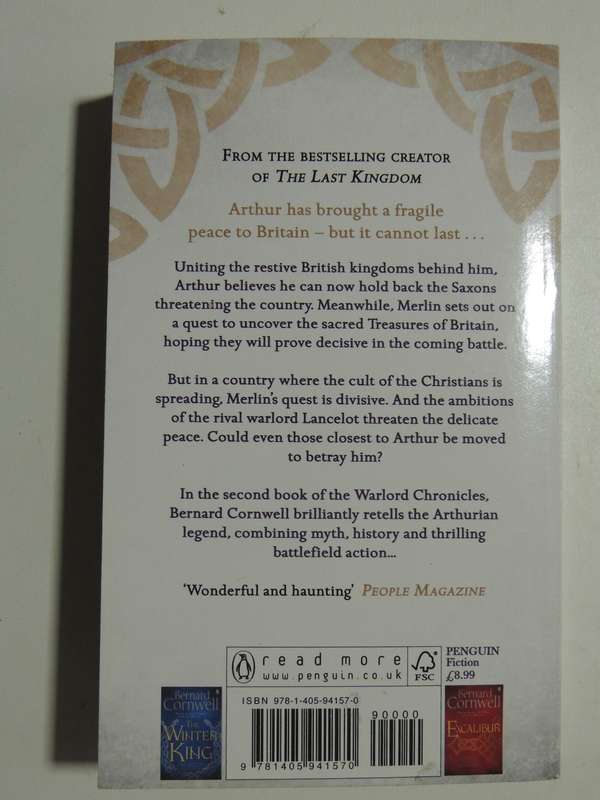 FROM THE BESTSELLING CREATOR
OF THE LAST KINGDOM
Arthur has brought a fragile
peace to Britain – but it cannot last . . .
Uniting the restive British kingdoms behind him,
Arthur believes he can now hold back the Saxons
threatening the country. Meanwhile, Merlin sets out on
a quest to uncover the sacred Treasures of Britain,
hoping they will prove decisive in the coming battle.
But in a country where the cult of the Christians is
spreading, Merlin's quest is divisive. And the ambitions
of the rival warlord Lancelot threaten the delicate
peace. Could even those closest to Arthur be moved
to betray him?
In the second book of the Warlord Chronicles,
Bernard Cornwell brilliantly retells the Arthurian
legend, combining myth, history and thrilling
battlefield action...
'Wonderful and haunting' PEOPLE MAGAZINE
read more
www.penguin.co.uk
FSC
PENGUIN
Fiction
£8.99
ISBN 978-1-405-94157-0
90000
9 781405 941570
Bernard
Cornwell
THE
WINTER
KING
Bernard
Cornwell
EXCALIBUR